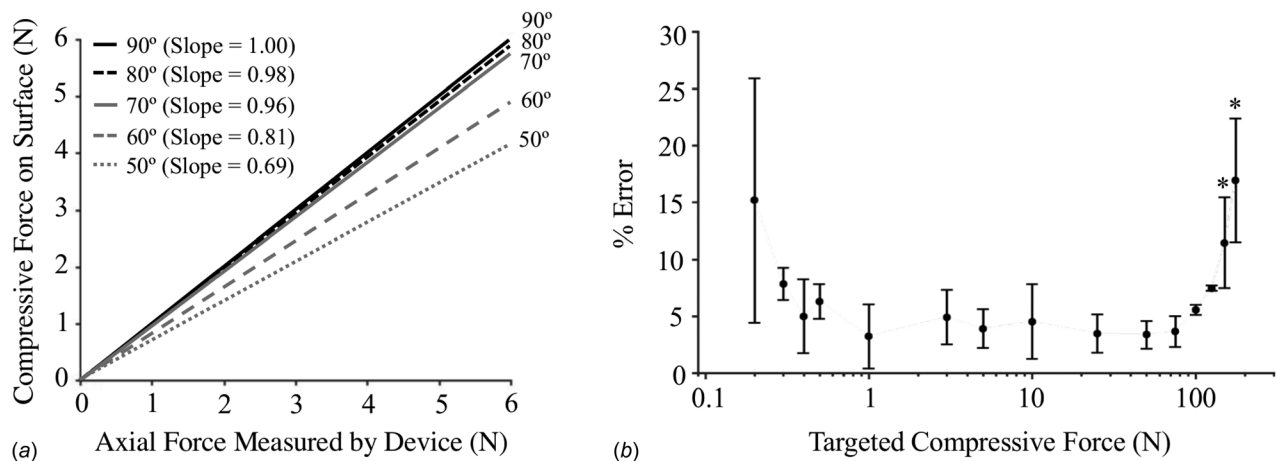 Compressive Force on Surface (N)
6
5
4
3
2
1
0
90º (Slope = 1.00)
80º (Slope = 0.98)
70º (Slope = 0.96)
60º (Slope = 0.81)
50º (Slope = 0.69)
90º
80º
70º
60º
50º
0 1 2 3 4 5 6
Axial Force Measured by Device (N)
(a)
% Error
30
25
20
15
10
5
0
*
*
0.1 1 10 100
Targeted Compressive Force (N)
(b)